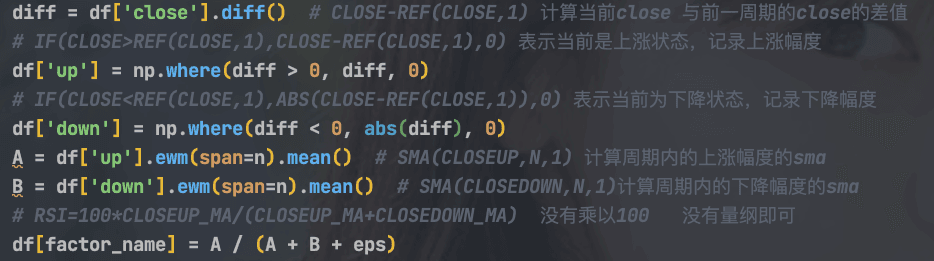 diff = df['close'].diff()  # CLOSE-REF(CLOSE,1) 计算当前close 与前一周期的close的差值
# IF(CLOSE>REF(CLOSE,1),CLOSE-REF(CLOSE,1),0) 表示当前是上涨状态，记录上涨幅度
df['up'] = np.where(diff > 0, diff, 0)
# IF(CLOSE<REF(CLOSE,1),ABS(CLOSE-REF(CLOSE,1)),0) 表示当前为下降状态，记录下降幅度
df['down'] = np.where(diff < 0, abs(diff), 0)
A = df['up'].ewm(span=n).mean()  # SMA(CLOSEUP,N,1) 计算周期内的上涨幅度的sma
B = df['down'].ewm(span=n).mean()  # SMA(CLOSEDOWN,N,1)计算周期内的下降幅度的sma
# RSI=100*CLOSEUP_MA/(CLOSEUP_MA+CLOSEDOWN_MA)  没有乘以100   没有量纲即可
df[factor_name] = A / (A + B + eps)